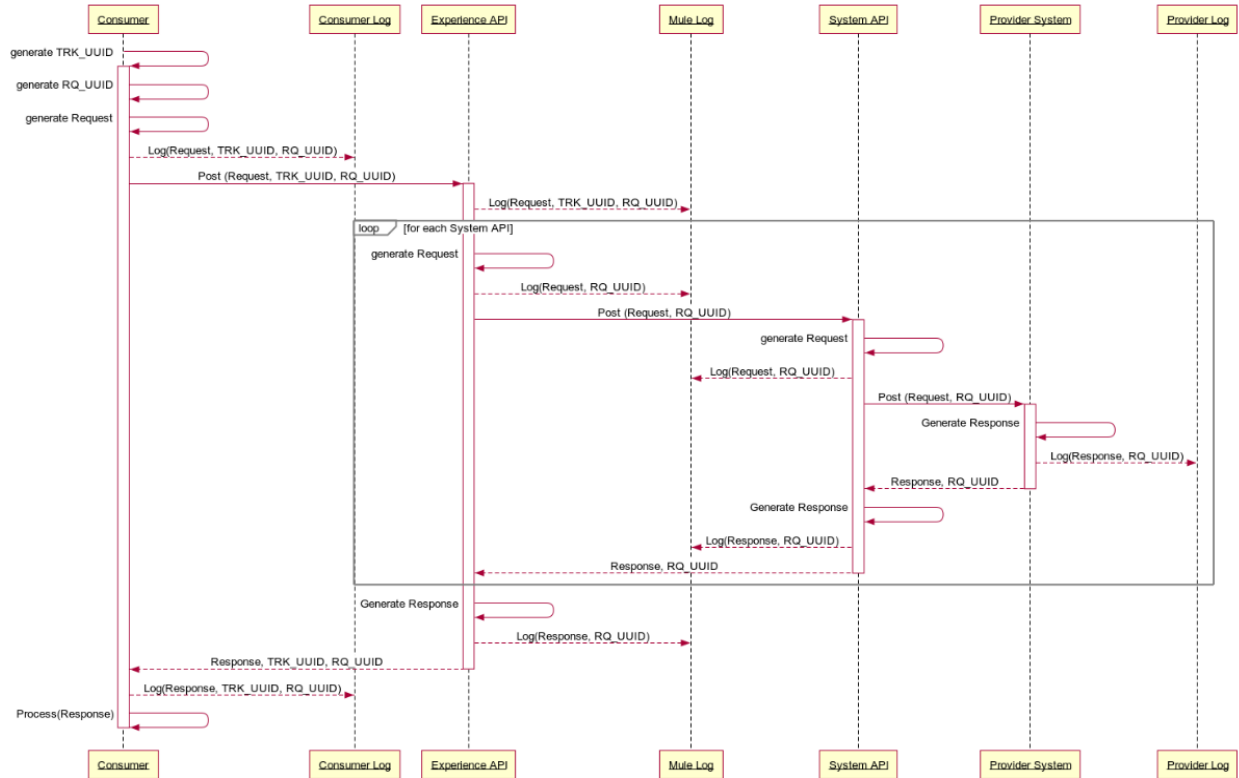 Consumer
Consumer Log
Experience API
Mule Log
System API
Provider System
Provider Log
generate TRK_UUID
generate RQ_UUID
generate Request
Log(Request, TRK_UUID, RQ_UUID)
Post (Request, TRK_UUID, RQ_UUID)
Log(Request, TRK_UUID, RQ_UUID)
loop [for each System API]
generate Request
Log(Request, RQ_UUID)
Post (Request, RQ_UUID)
generate Request
Log(Request, RQ_UUID)
Post (Request, RQ_UUID)
Generate Response
Log(Response, RQ_UUID)
Response, RQ_UUID
Generate Response
Log(Response, RQ_UUID)
Response, RQ_UUID
Generate Response
Log(Response, RQ_UUID)
Response, TRK_UUID, RQ_UUID
Log(Response, TRK_UUID, RQ_UUID)
Process(Response)
Consumer
Consumer Log
Experience API
Mule Log
System API
Provider System
Provider Log